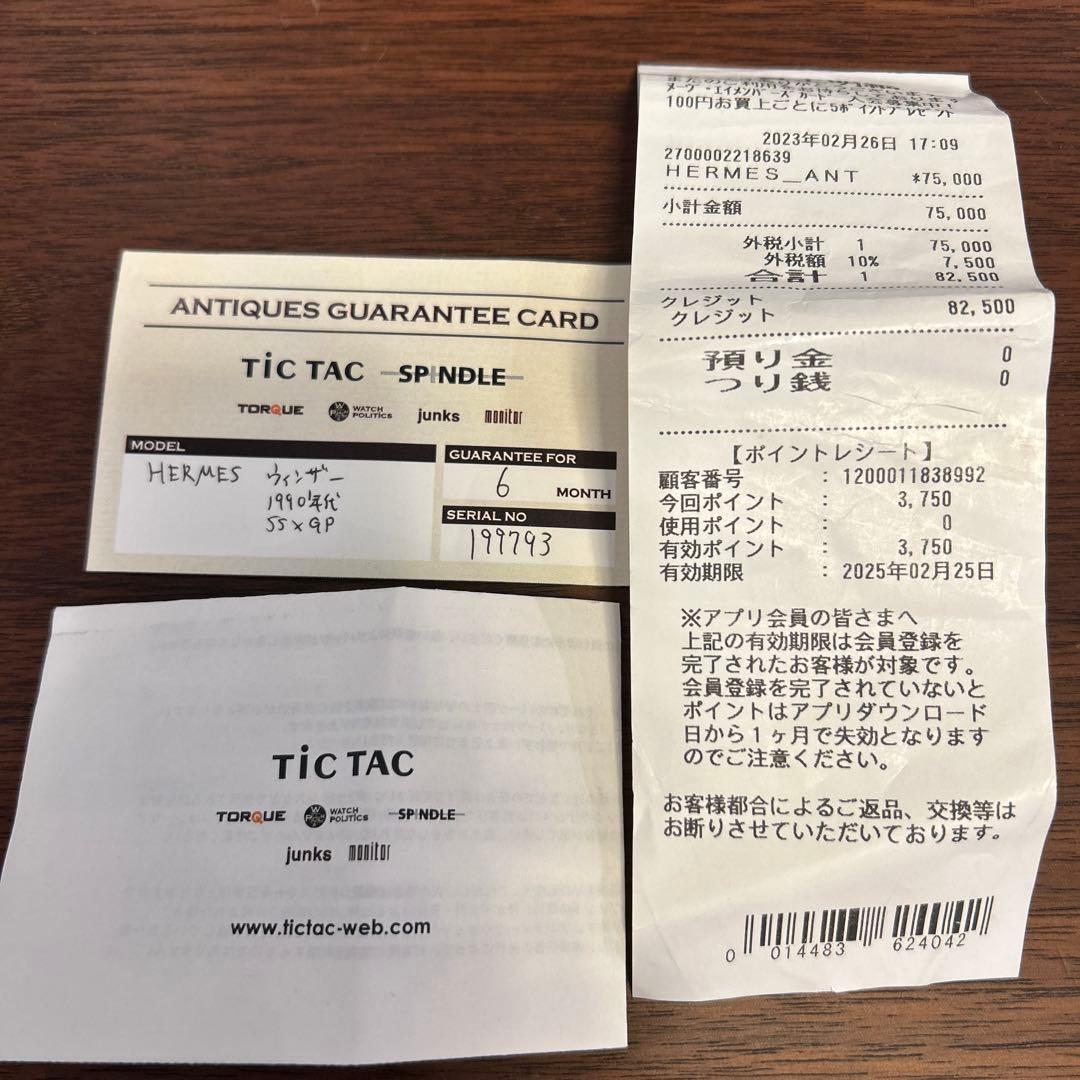 ANTIQUES GUARANTEE CARD
TiC TAC SPINDLE
TORQUE WATCH POLITICS junks monitor
MODEL
HERMES ウィンザー
1990年代
SS×GP
GUARANTEE FOR
6 MONTH
SERIAL NO
199793
TiC TAC
TORQUE WATCH POLITICS SPINDLE
junks monitor
www.tictac-web.com
100円お買上ごとに5ポイントプレゼント
2023年02月26日 17:09
2700002218639
HERMES_ANT *75,000
小計金額 75,000
外税小計 1 75,000
外税額 10% 7,500
合計 1 82,500
クレジット
クレジット 82,500
預り金 0
つり銭 0
【ポイントレシート】
顧客番号 : 1200011838992
今回ポイント : 3,750
使用ポイント : 0
有効ポイント : 3,750
有効期限 : 2025年02月25日
※アプリ会員の皆さまへ
上記の有効期限は会員登録を
完了されたお客様が対象です。
会員登録を完了されていないと
ポイントはアプリダウンロード
日から1ヶ月で失効となります
のでご注意ください。
お客様都合によるご返品、交換等は
お断りさせていただいております。
0 014483 624042